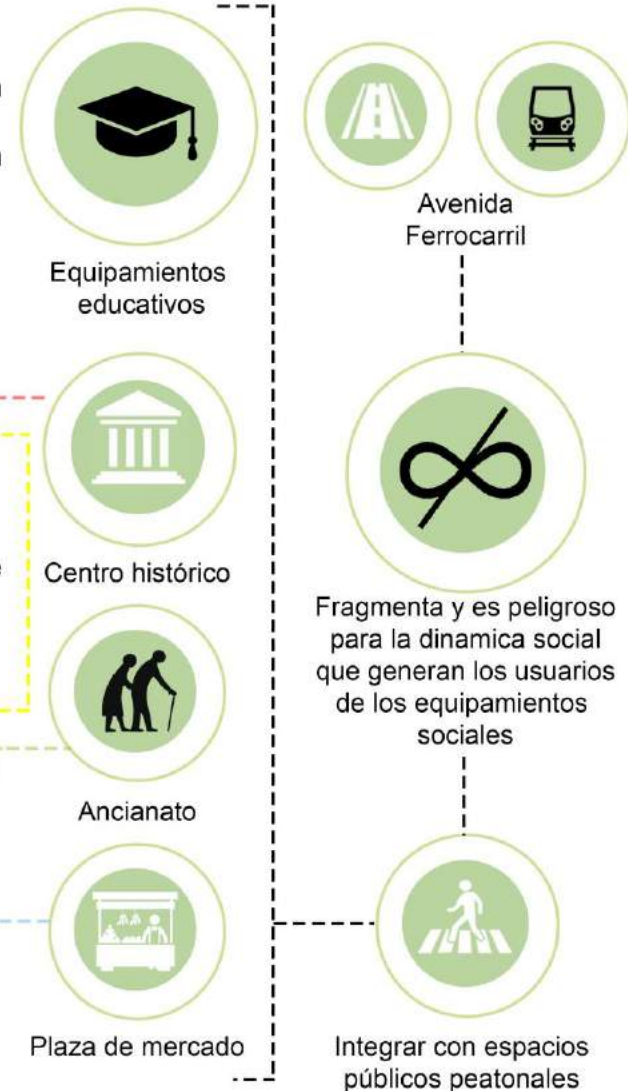 Equipamientos
educativos
Centro histórico
Ancianato
Plaza de mercado
Avenida
Ferrocarril
Fragmenta y es peligroso
para la dinamica social
que generan los usuarios
de los equipamientos
sociales
Integrar con espacios
públicos peatonales